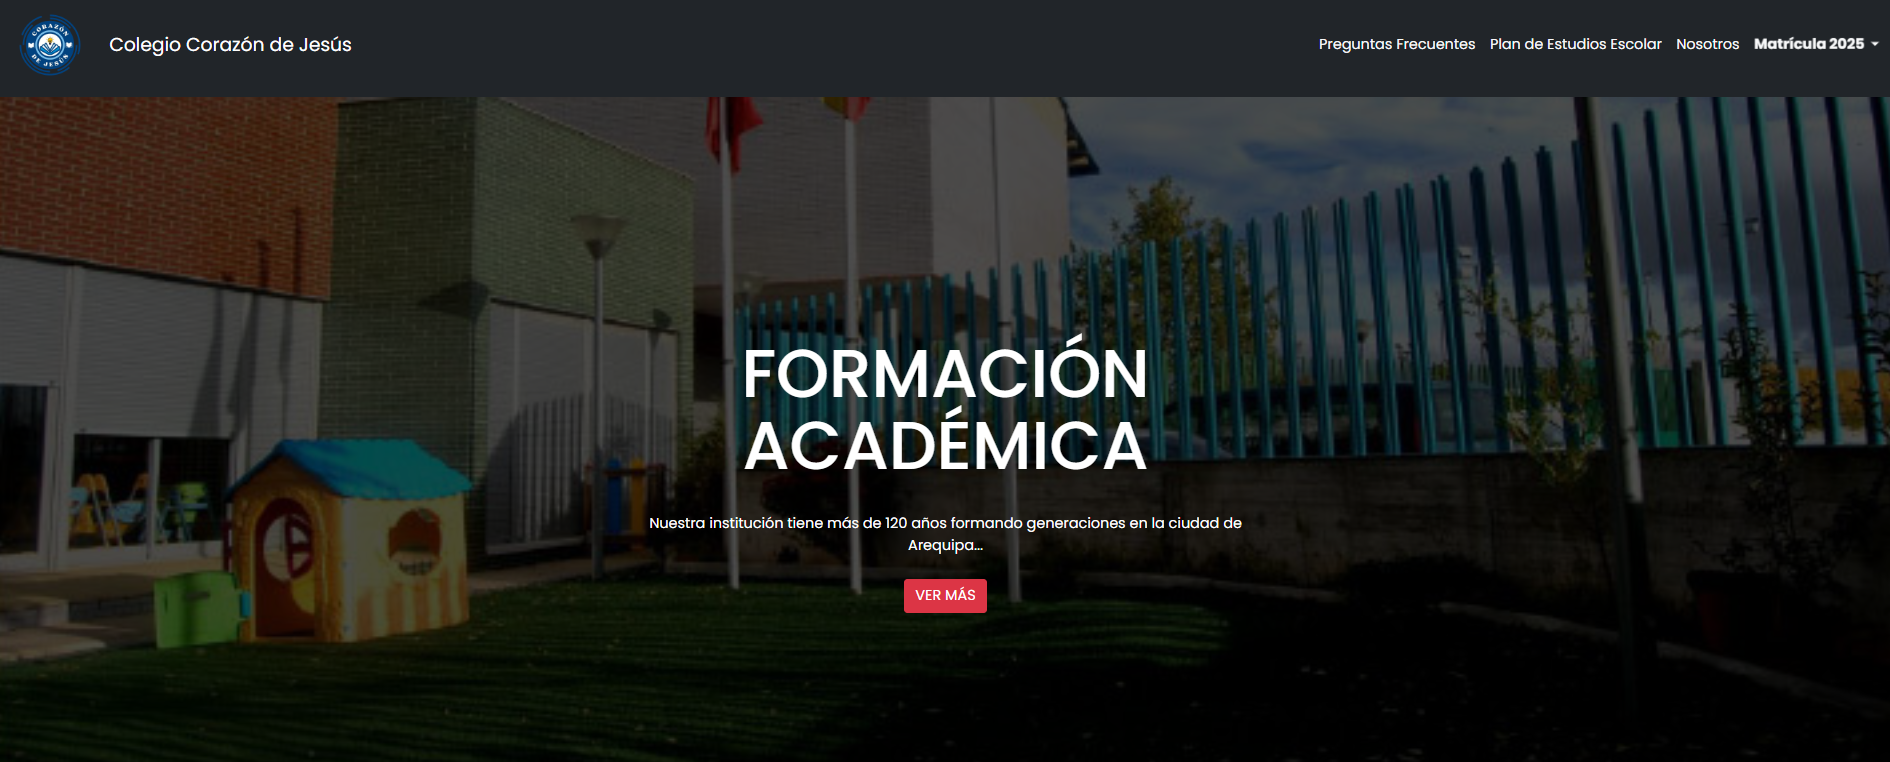 CORAZÓN
DE JESÚS
Colegio Corazón de Jesús
Preguntas Frecuentes
Plan de Estudios Escolar
Nosotros
Matrícula 2025
FORMACIÓN
ACADÉMICA
Nuestra institución tiene más de 120 años formando generaciones en la ciudad de
Arequipa...
VER MÁS